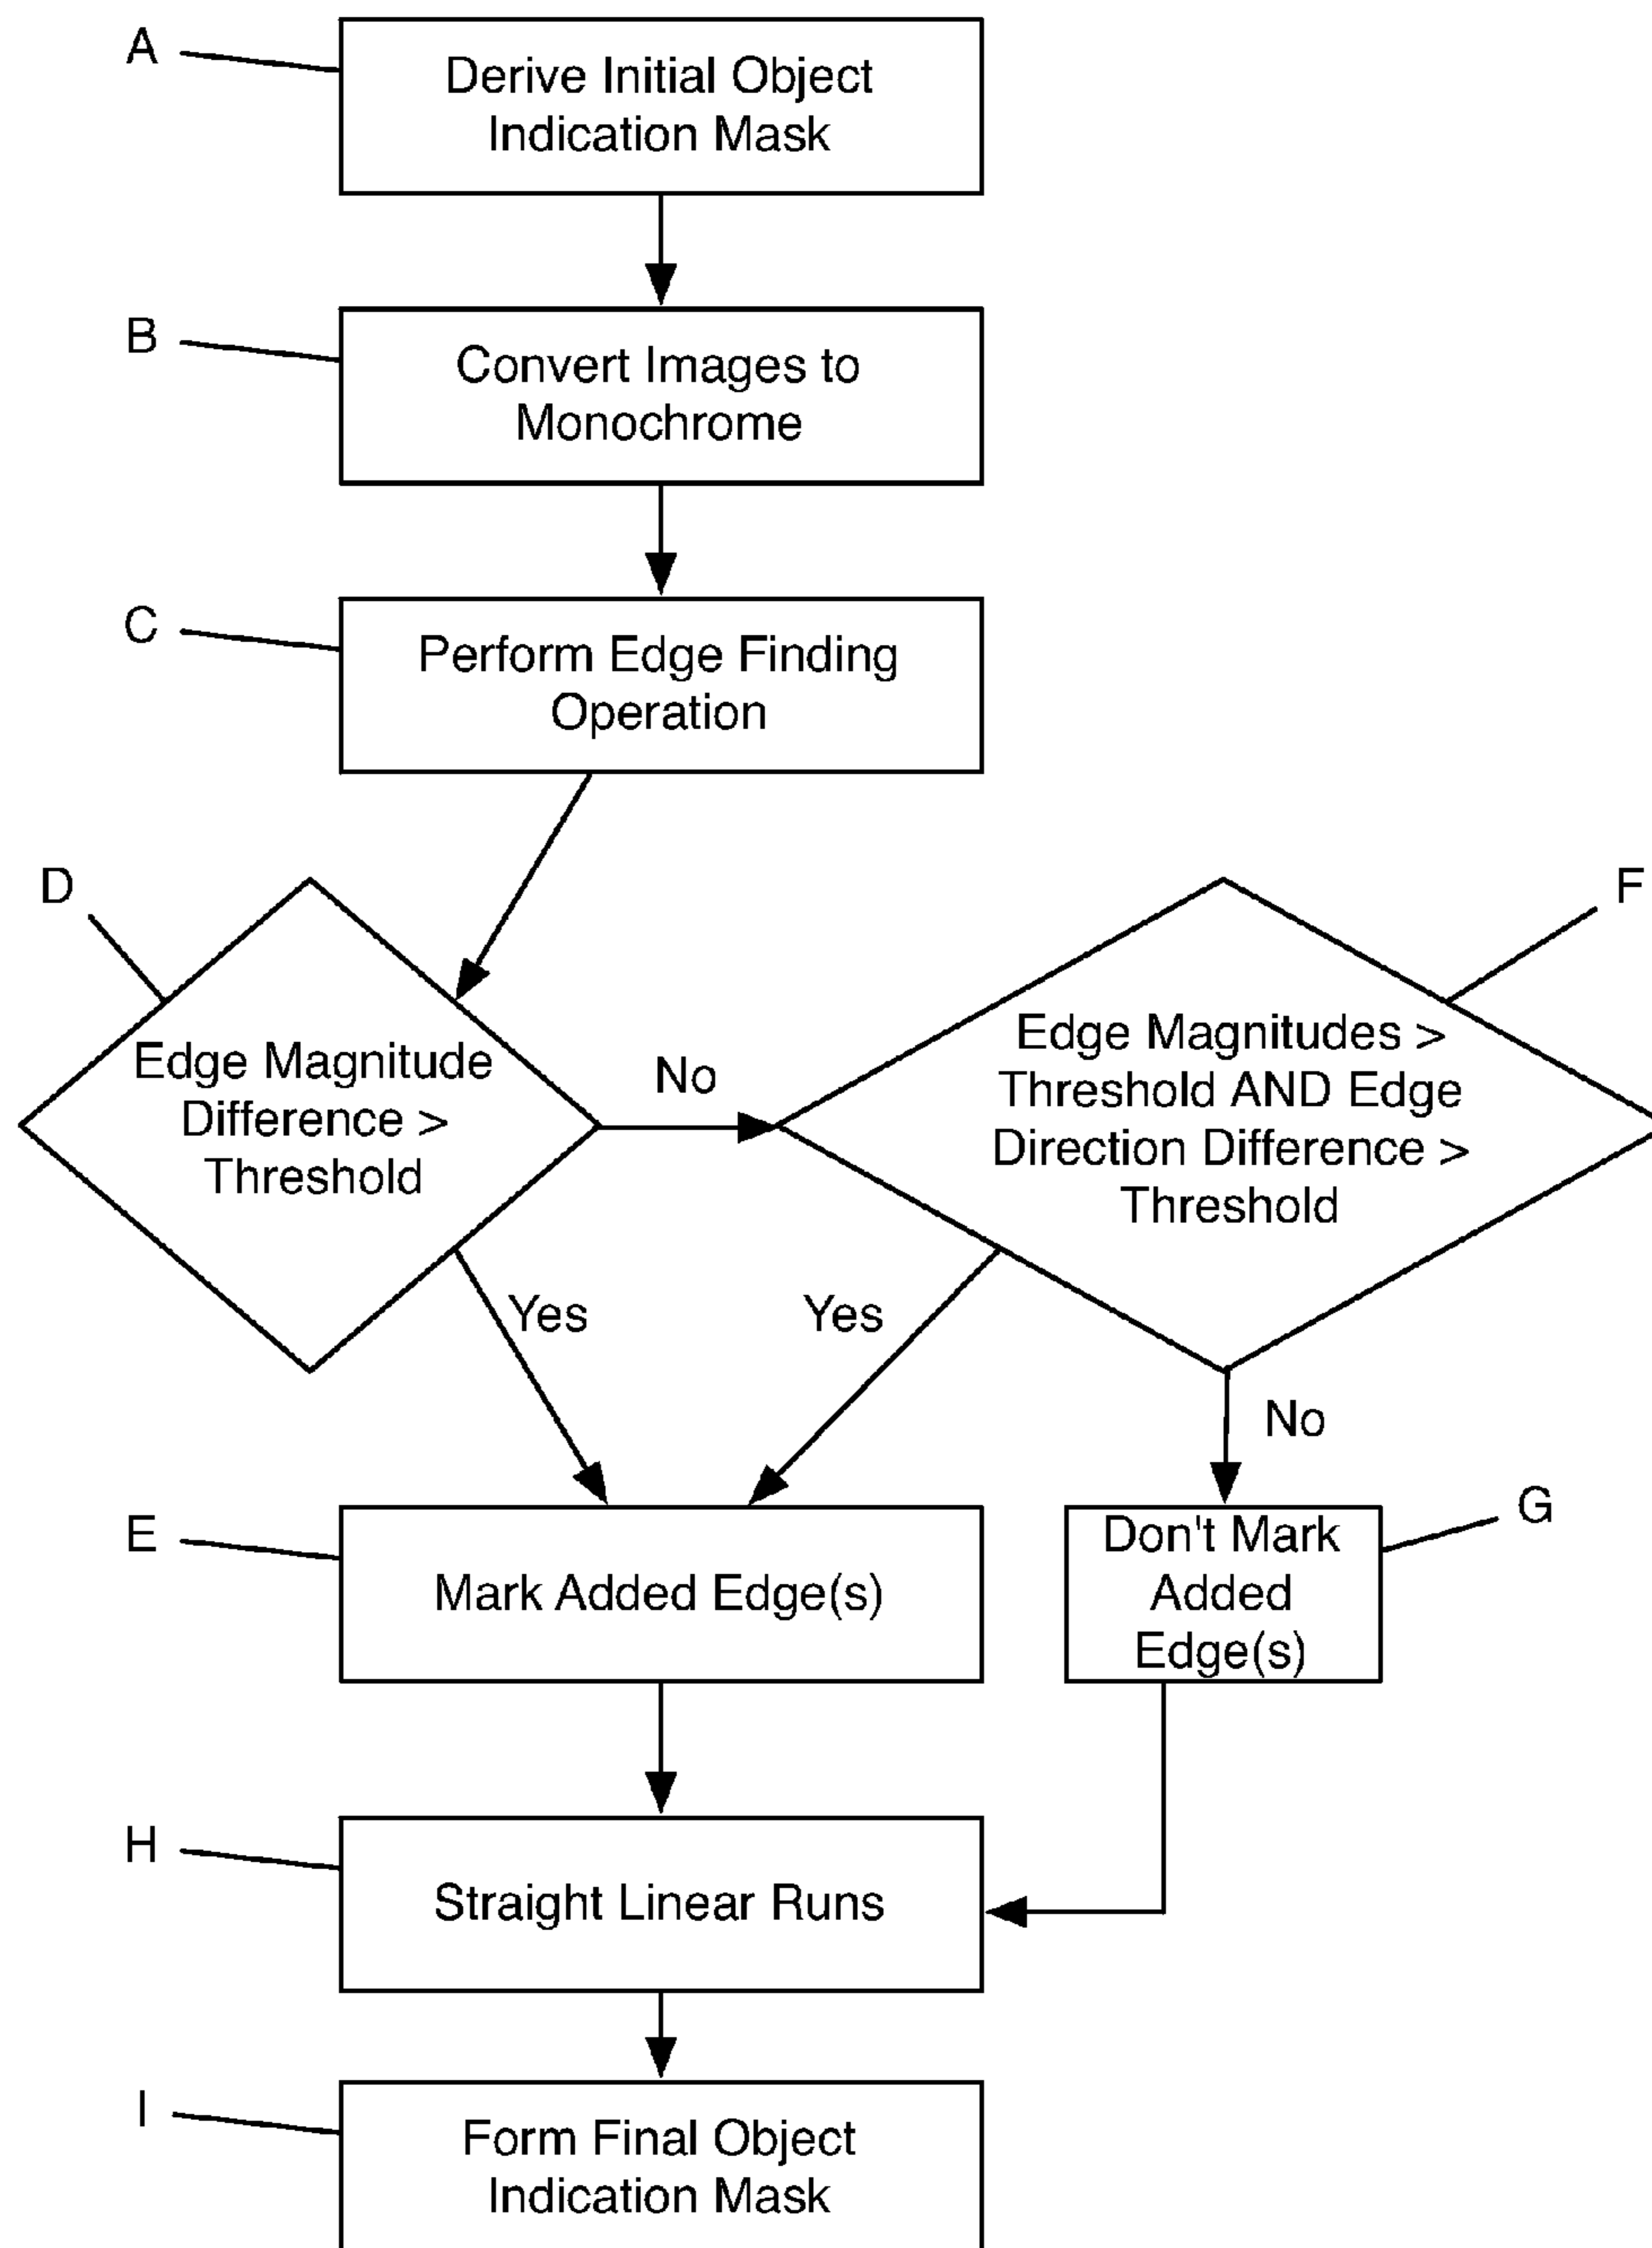 A
Derive Initial Object
Indication Mask
B
Convert Images to
Monochrome
C
Perform Edge Finding
Operation
D
Edge Magnitude
Difference >
Threshold
No
F
Edge Magnitudes >
Threshold AND Edge
Direction Difference >
Threshold
Yes
Yes
No
E
Mark Added Edge(s)
G
Don't Mark
Added
Edge(s)
H
Straight Linear Runs
I
Form Final Object
Indication Mask